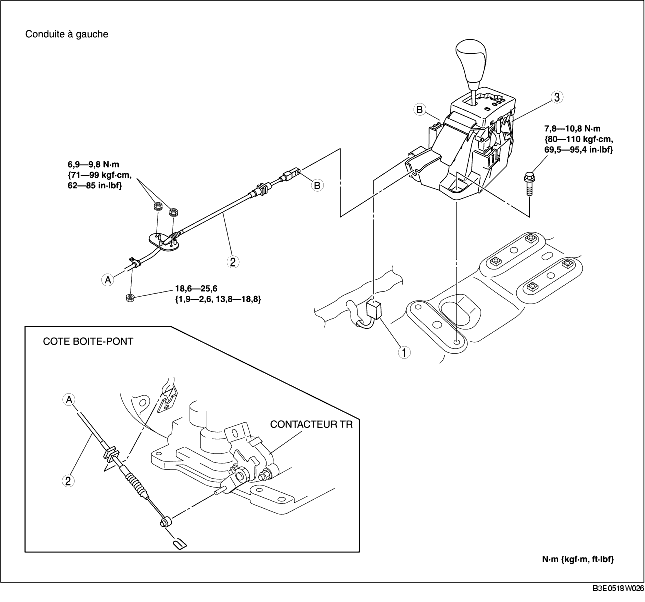 Conduite à gauche
B
3
7,8—10,8 N·m
{80—110 kgf·cm,
69,5—95,4 in·lbf}
6,9—9,8 N·m
{71—99 kgf·cm,
62—85 in·lbf}
B
2
A
18,6—25,6
{1,9—2,6, 13,8—18,8}
1
COTE BOITE-PONT
A
CONTACTEUR TR
2
N·m {kgf·m, ft·lbf}
B3E0518W026